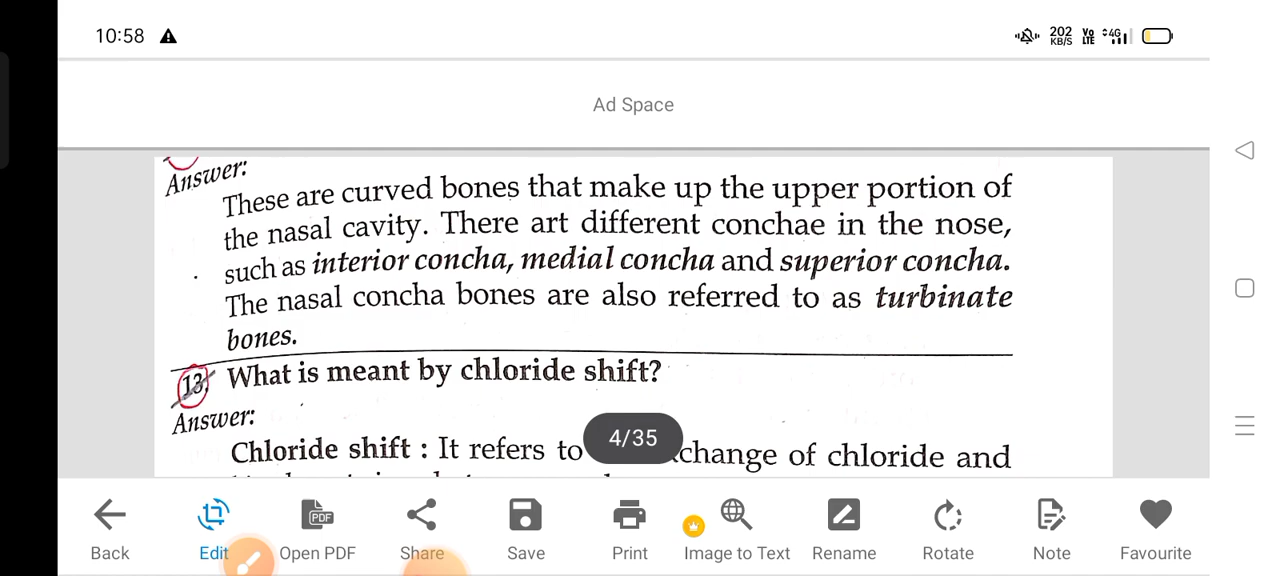 10:58
202 KB/S Vo LTE 4G
Ad Space
Answer:
These are curved bones that make up the upper portion of
the nasal cavity. There art different conchae in the nose,
such as interior concha, medial concha and superior concha.
The nasal concha bones are also referred to as turbinate
bones.
13. What is meant by chloride shift?
Answer:
4/35
Chloride shift : It refers to change of chloride and
Back Edit Open PDF Share Save Print Image to Text Rename Rotate Note Favourite